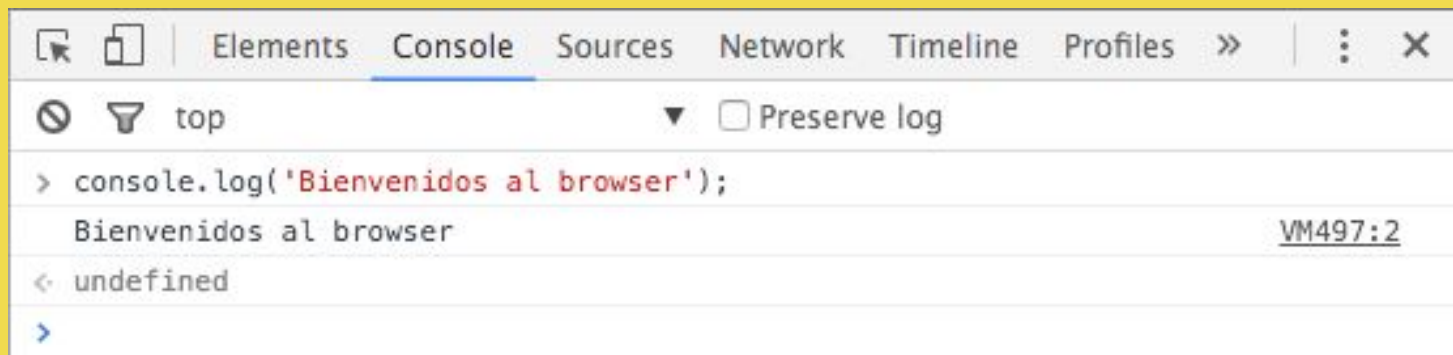 Elements Console Sources Network Timeline Profiles »
top ▼ Preserve log
> console.log('Bienvenidos al browser');
Bienvenidos al browser VM497:2
<· undefined
>